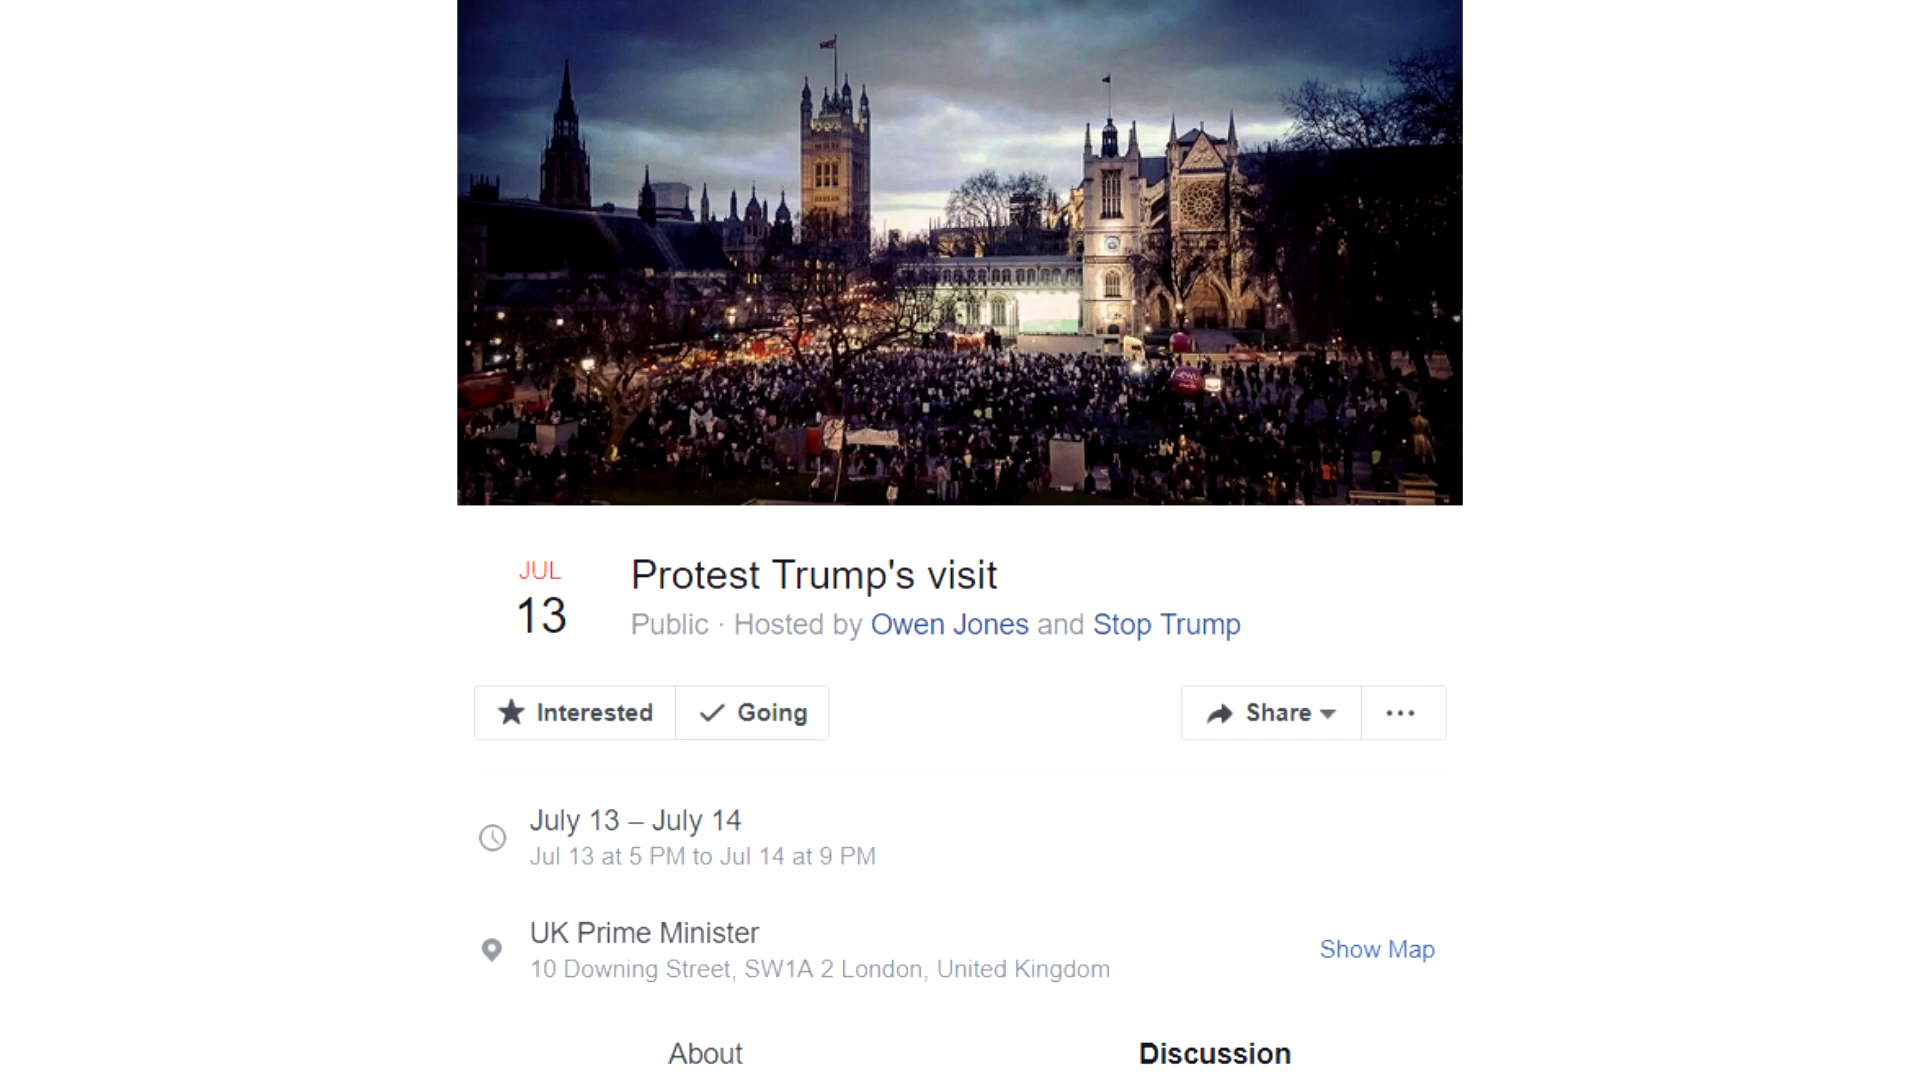 JUL
13
Protest Trump's visit
Public · Hosted by Owen Jones and Stop Trump
Interested
Going
Share
July 13 – July 14
Jul 13 at 5 PM to Jul 14 at 9 PM
UK Prime Minister
10 Downing Street, SW1A 2 London, United Kingdom
Show Map
About
Discussion